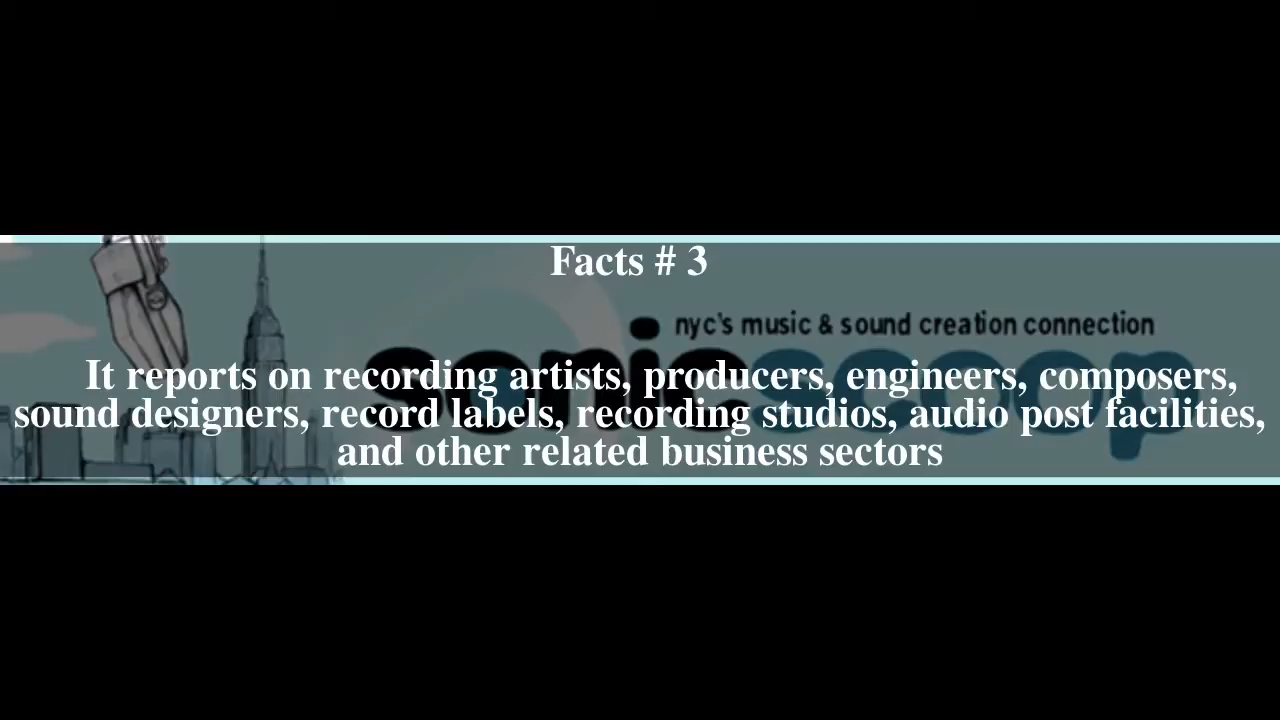 Facts # 3
nyc's music & sound creation connection
sonicscoop
It reports on recording artists, producers, engineers, composers,
sound designers, record labels, recording studios, audio post facilities,
and other related business sectors